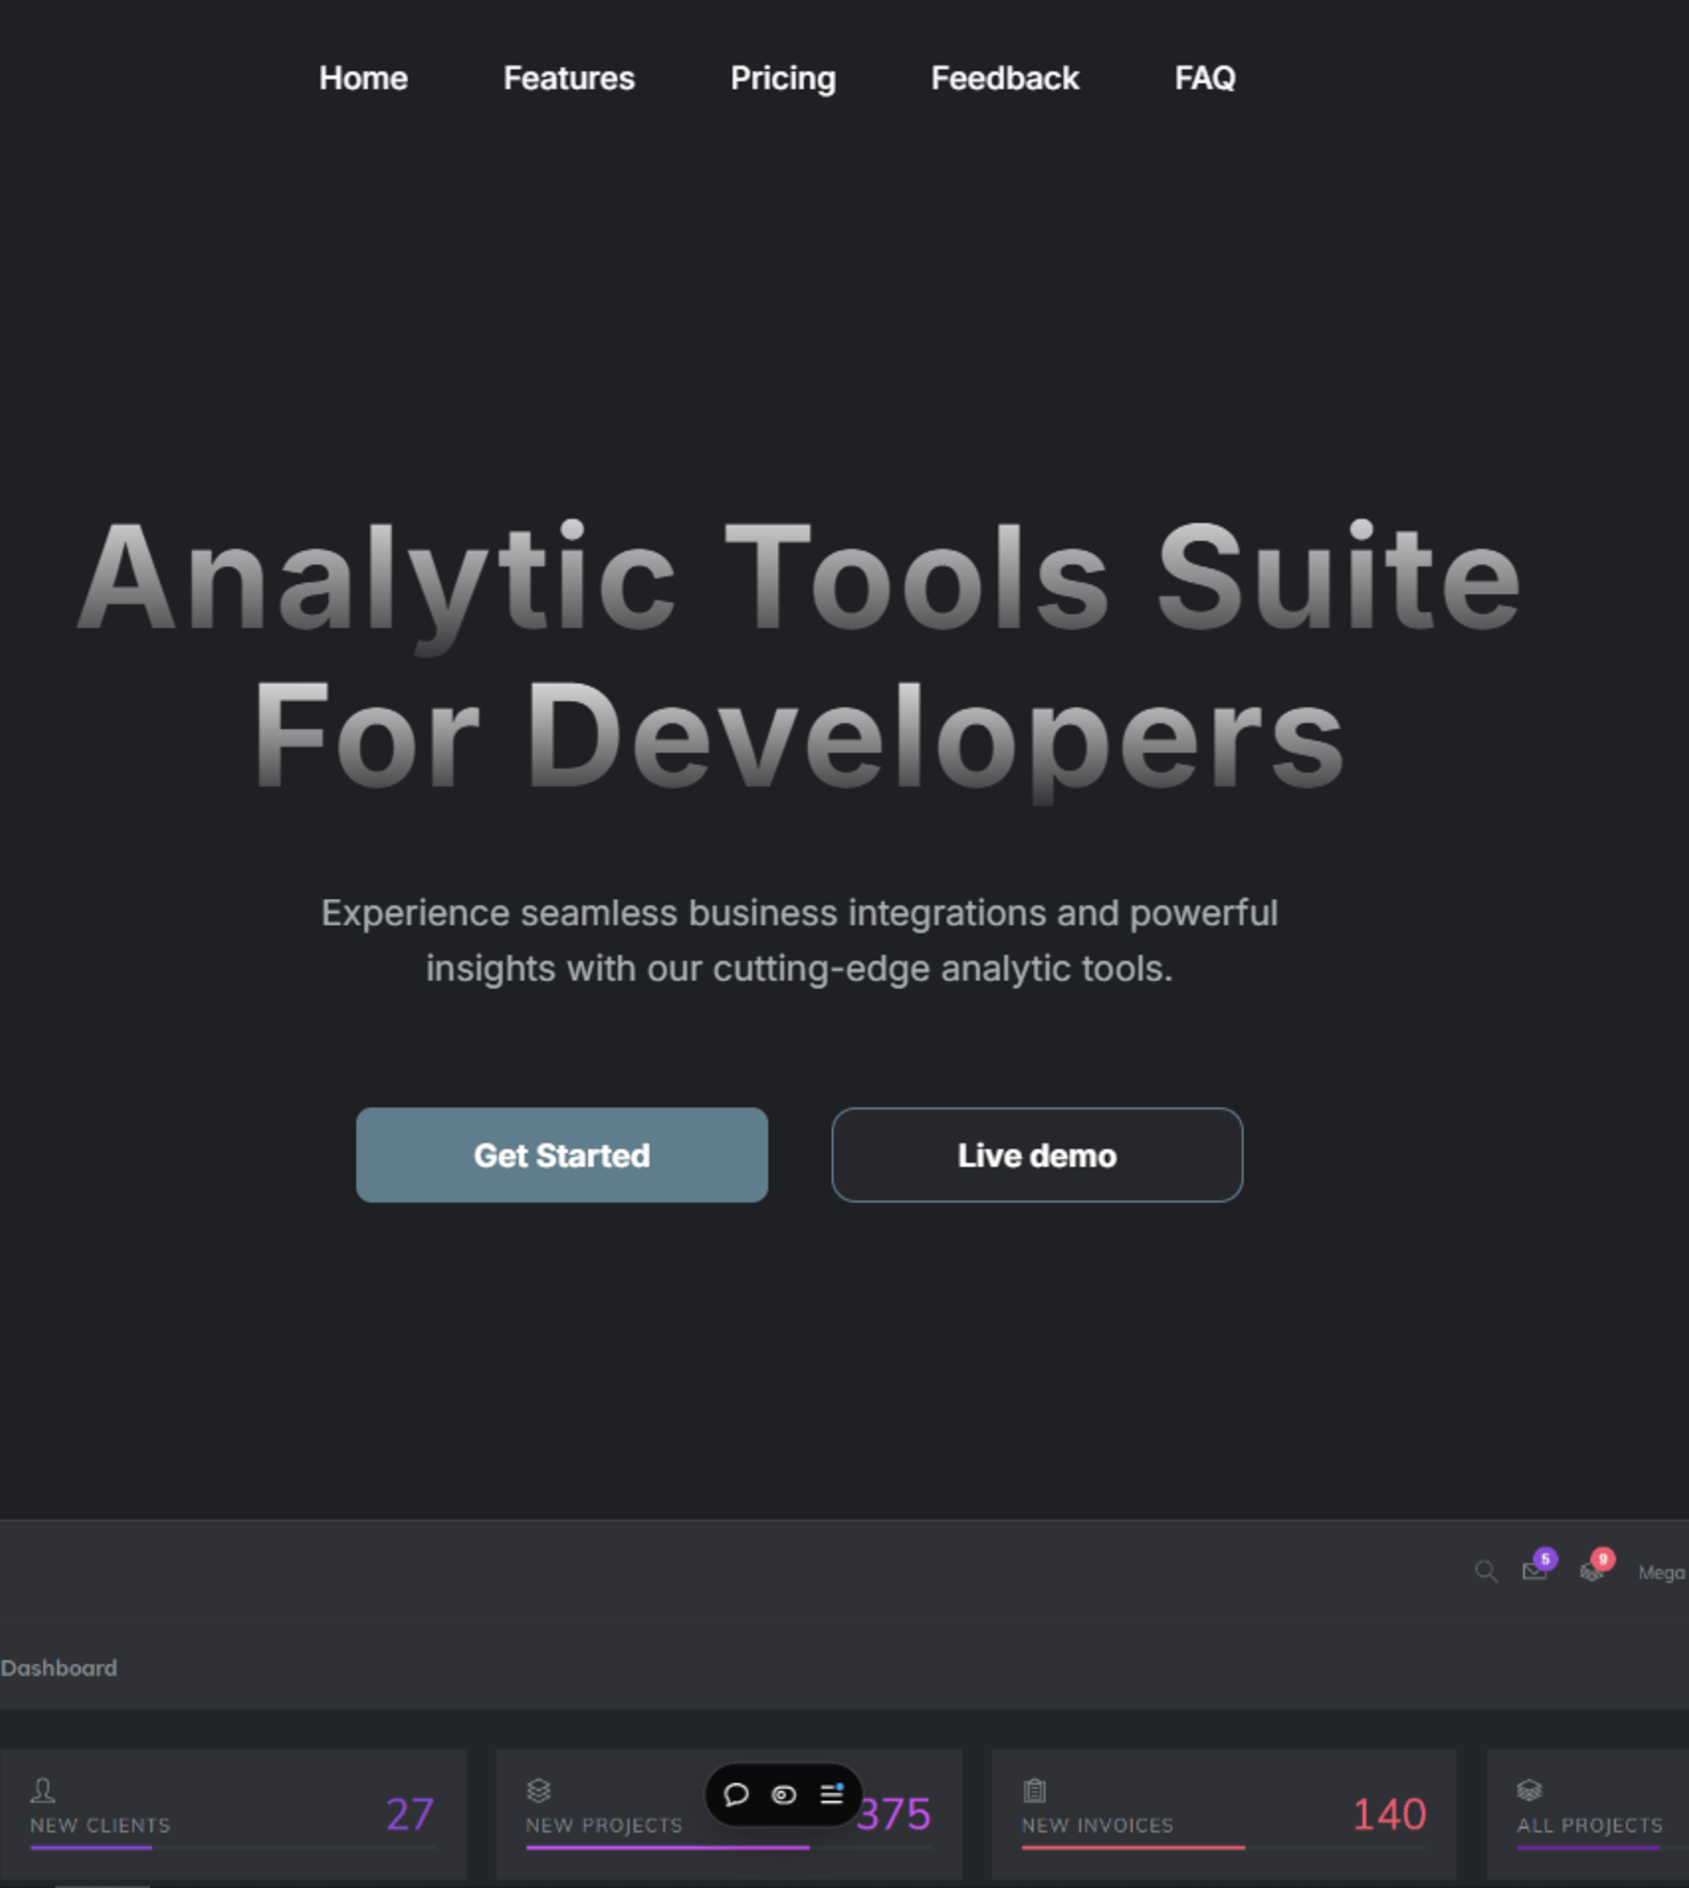 Home Features Pricing Feedback FAQ
Analytic Tools Suite
For Developers
Experience seamless business integrations and powerful
insights with our cutting-edge analytic tools.
Get Started Live demo
5 9 Mega
Dashboard
NEW CLIENTS 27
NEW PROJECTS 375
NEW INVOICES 140
ALL PROJECTS